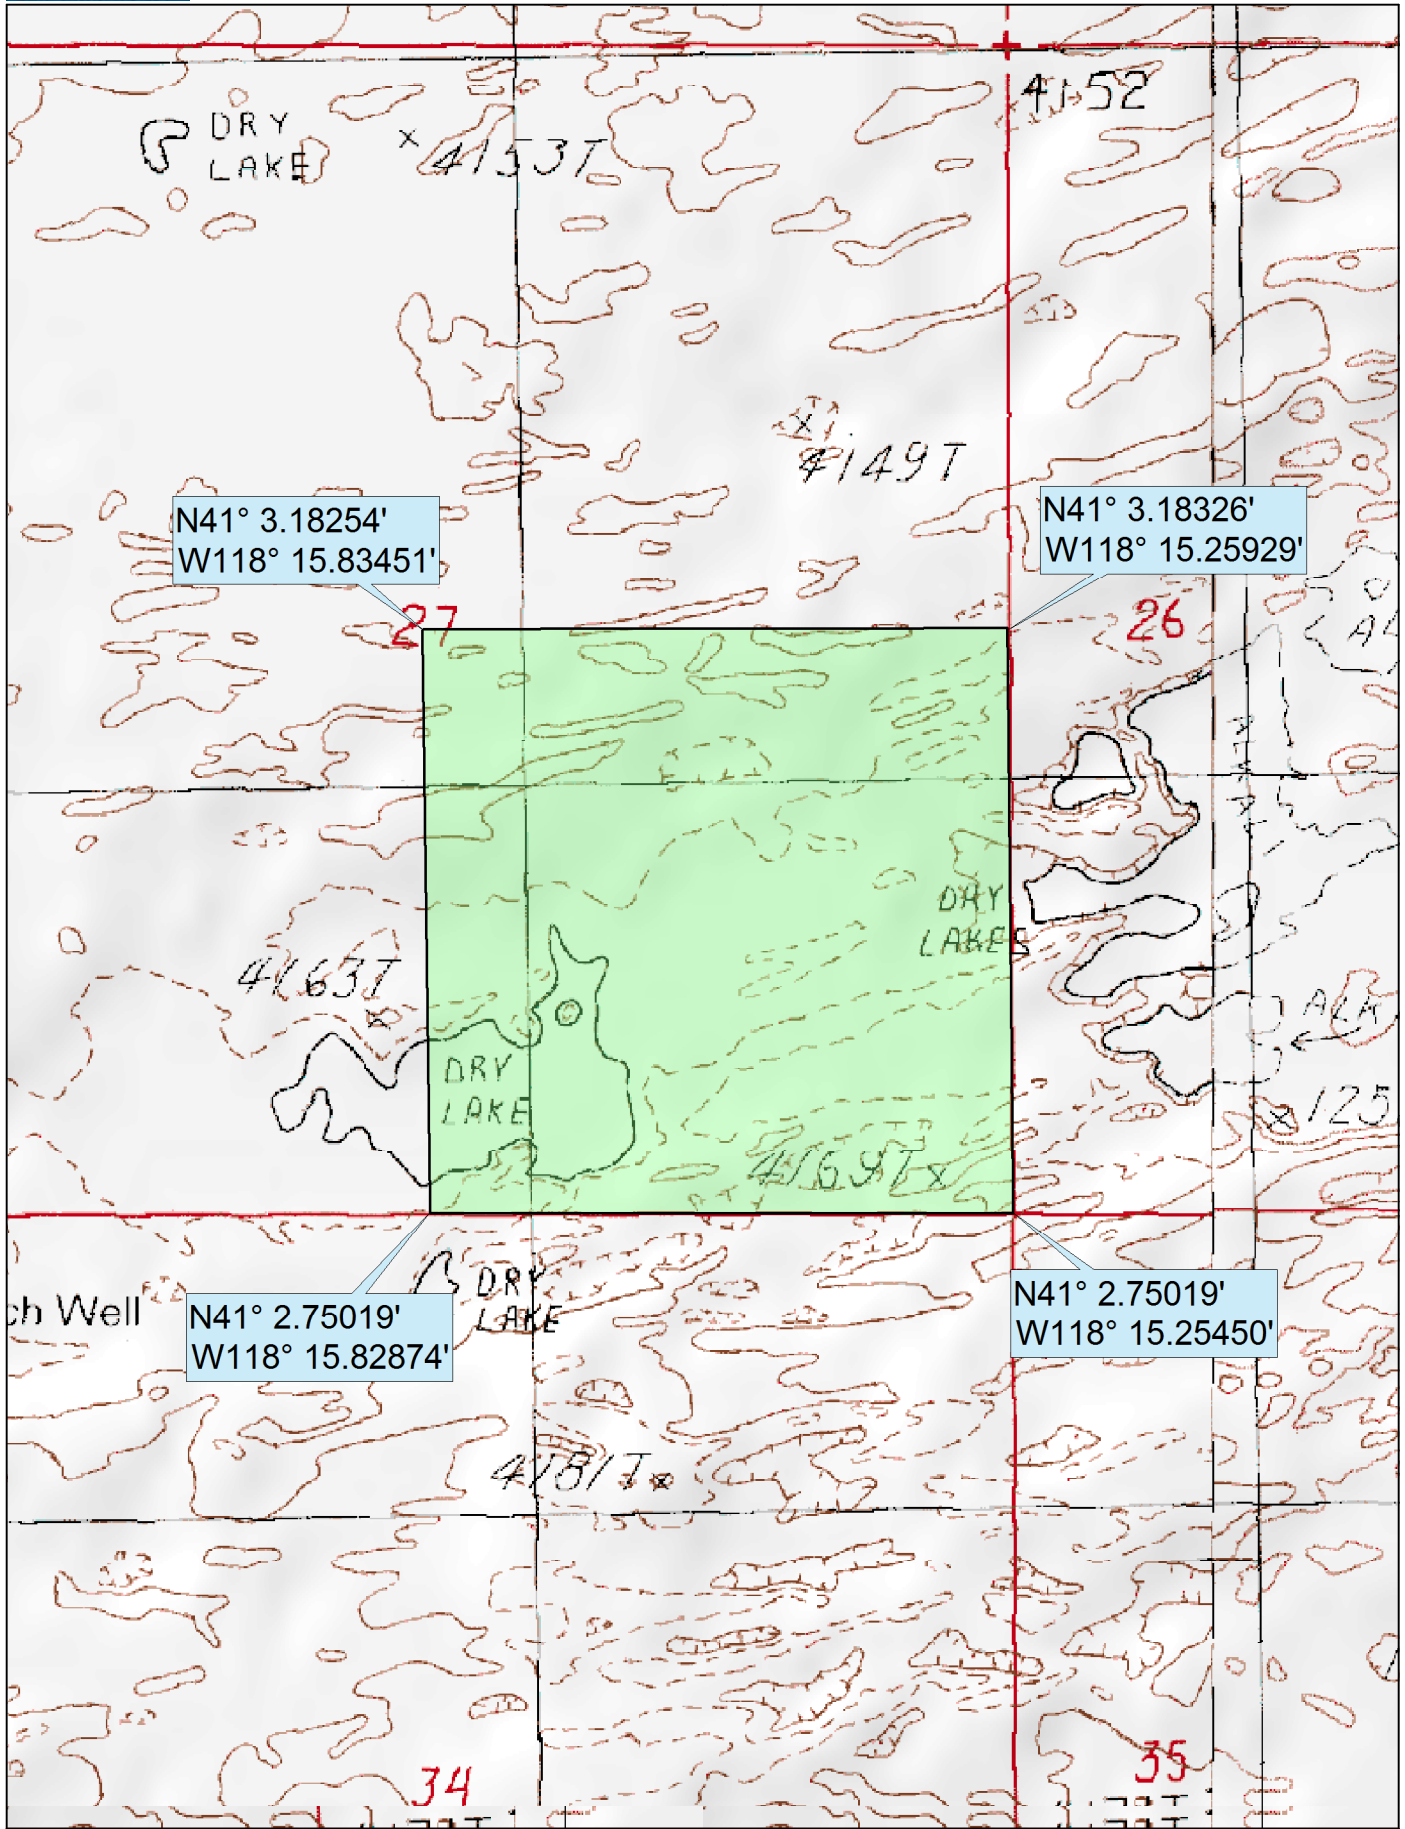 4152
DRY
LAKE
4153T
4149T
N41° 3.18254'
W118° 15.83451'
N41° 3.18326'
W118° 15.25929'
27
26
DRY
LAKES
4163T
DRY
LAKE
ALK
125
4169T
DRY
LAKE
ch Well
N41° 2.75019'
W118° 15.82874'
N41° 2.75019'
W118° 15.25450'
4181T
34
35